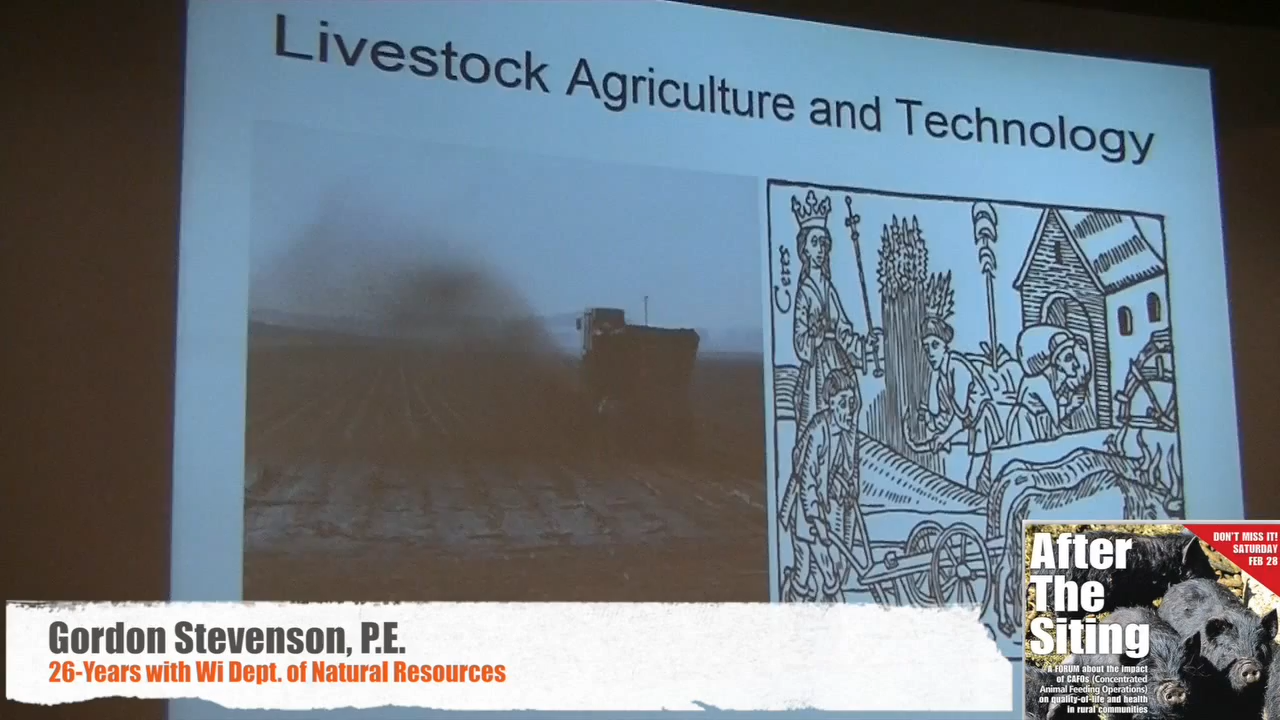 Livestock Agriculture and Technology
Ceres
Gordon Stevenson, P.E.
26-Years with Wi Dept. of Natural Resources
DON'T MISS IT!
SATURDAY
FEB 28
After
The
Siting
A FORUM about the impact
of CAFOs (Concentrated
Animal Feeding Operations)
on quality-of-life and health
in rural communities